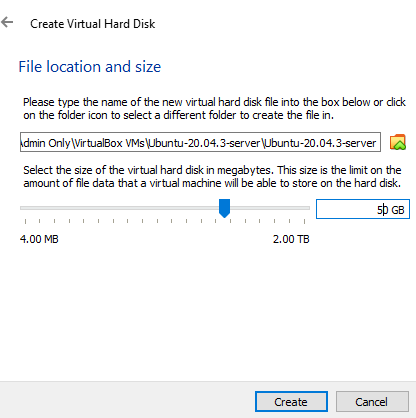 Create Virtual Hard Disk
File location and size
Please type the name of the new virtual hard disk file into the box below or click
on the folder icon to select a different folder to create the file in.
dmin Only\VirtualBox VMs\Ubuntu-20.04.3-server\Ubuntu-20.04.3-server
Select the size of the virtual hard disk in megabytes. This size is the limit on the
amount of file data that a virtual machine will be able to store on the hard disk.
50 GB
4.00 MB 2.00 TB
Create Cancel